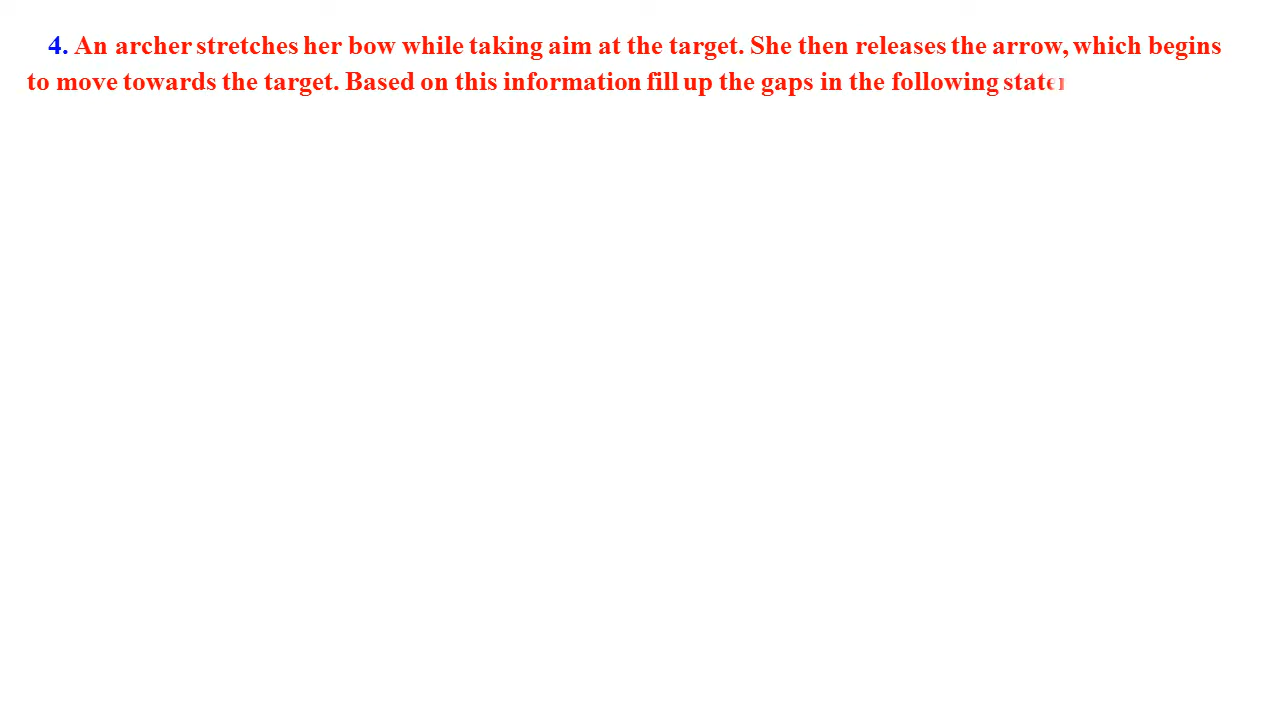 4. An archer stretches her bow while taking aim at the target. She then releases the arrow, which begins
to move towards the target. Based on this information fill up the gaps in the following